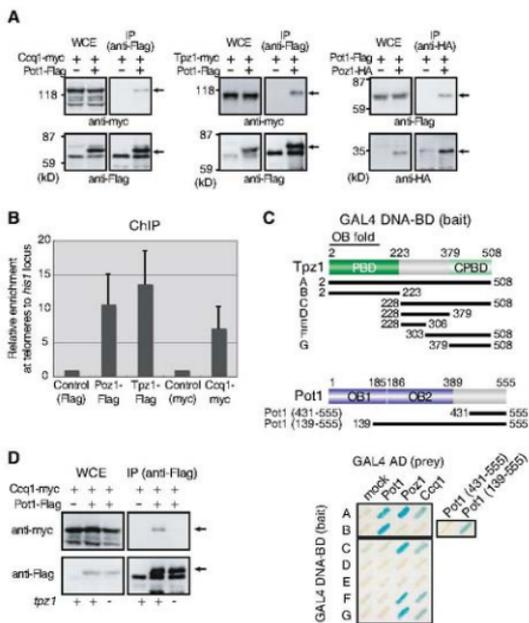 A
WCE IP (anti-Flag)
Ccq1-myc + + + +
Pot1-Flag - + - +
118
anti-myc
87
59
(kD) anti-Flag
WCE IP (anti-Flag)
Tpz1-myc + + + +
Pot1-Flag - + - +
118
anti-myc
87
59
(kD) anti-Flag
WCE IP (anti-HA)
Pot1-Flag + + + +
Poz1-HA - + - +
87
59
anti-Flag
35
(kD) anti-HA
B
ChIP
Relative enrichment at telomeres to his1 locus
20
15
10
5
0
Control (Flag)
Poz1-Flag
Tpz1-Flag
Control (myc)
Ccq1-myc
C
GAL4 DNA-BD (bait)
OB fold
2 223 379 508
Tpz1 PBD CPBD
A 2 508
B 2 223
C 228 508
D 228 379
E 228 306
F 303 508
G 379 508
1 185 186 389 555
Pot1 OB1 OB2
Pot1 (431-555) 431 555
Pot1 (139-555) 139 555
GAL4 AD (prey)
mock Pot1 Poz1 Ccq1 Pot1 (431-555) Pot1 (139-555)
GAL4 DNA-BD (bait)
A
B
C
D
E
F
G
D
WCE IP (anti-Flag)
Ccq1-myc + + + + + +
Pot1-Flag - + + - + +
anti-myc
anti-Flag
tpz1 + + - + + -